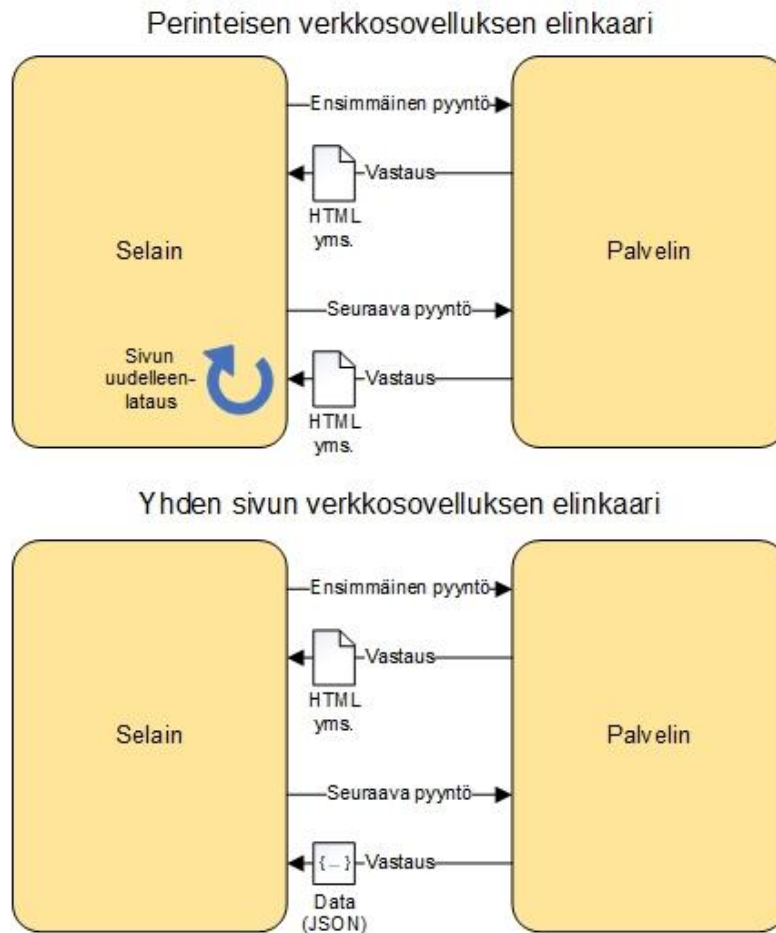 Perinteisen verkkosovelluksen elinkaari
Ensimmäinen pyyntö
Vastaus
HTML
yms.
Selain
Palvelin
Seuraava pyyntö
Sivun
uudelleen-
lataus
Vastaus
HTML
yms.
Yhden sivun verkkosovelluksen elinkaari
Ensimmäinen pyyntö
Vastaus
HTML
yms.
Selain
Palvelin
Seuraava pyyntö
{...}
Vastaus
Data
(JSON)